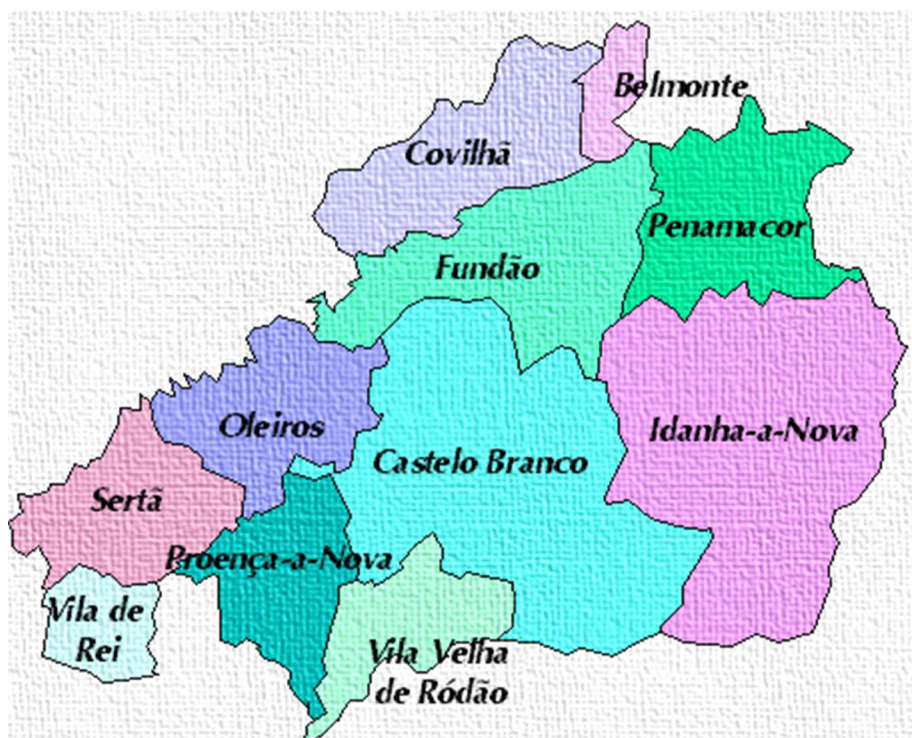 Belmonte
Covilhã
Penamacor
Fundão
Oleiros
Idanha-a-Nova
Castelo Branco
Sertã
Proença-a-Nova
Vila de
Rei
Vila Velha
de Ródão